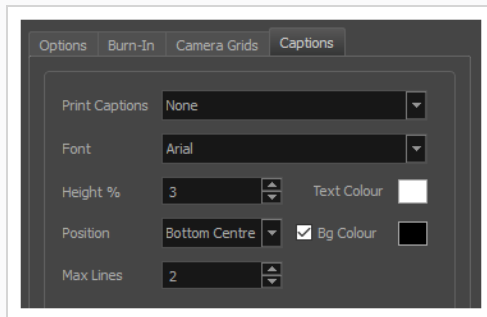 Options Burn-In Camera Grids Captions
Print Captions None
Font Arial
Height % 3 Text Colour
Position Bottom Centre Bg Colour
Max Lines 2